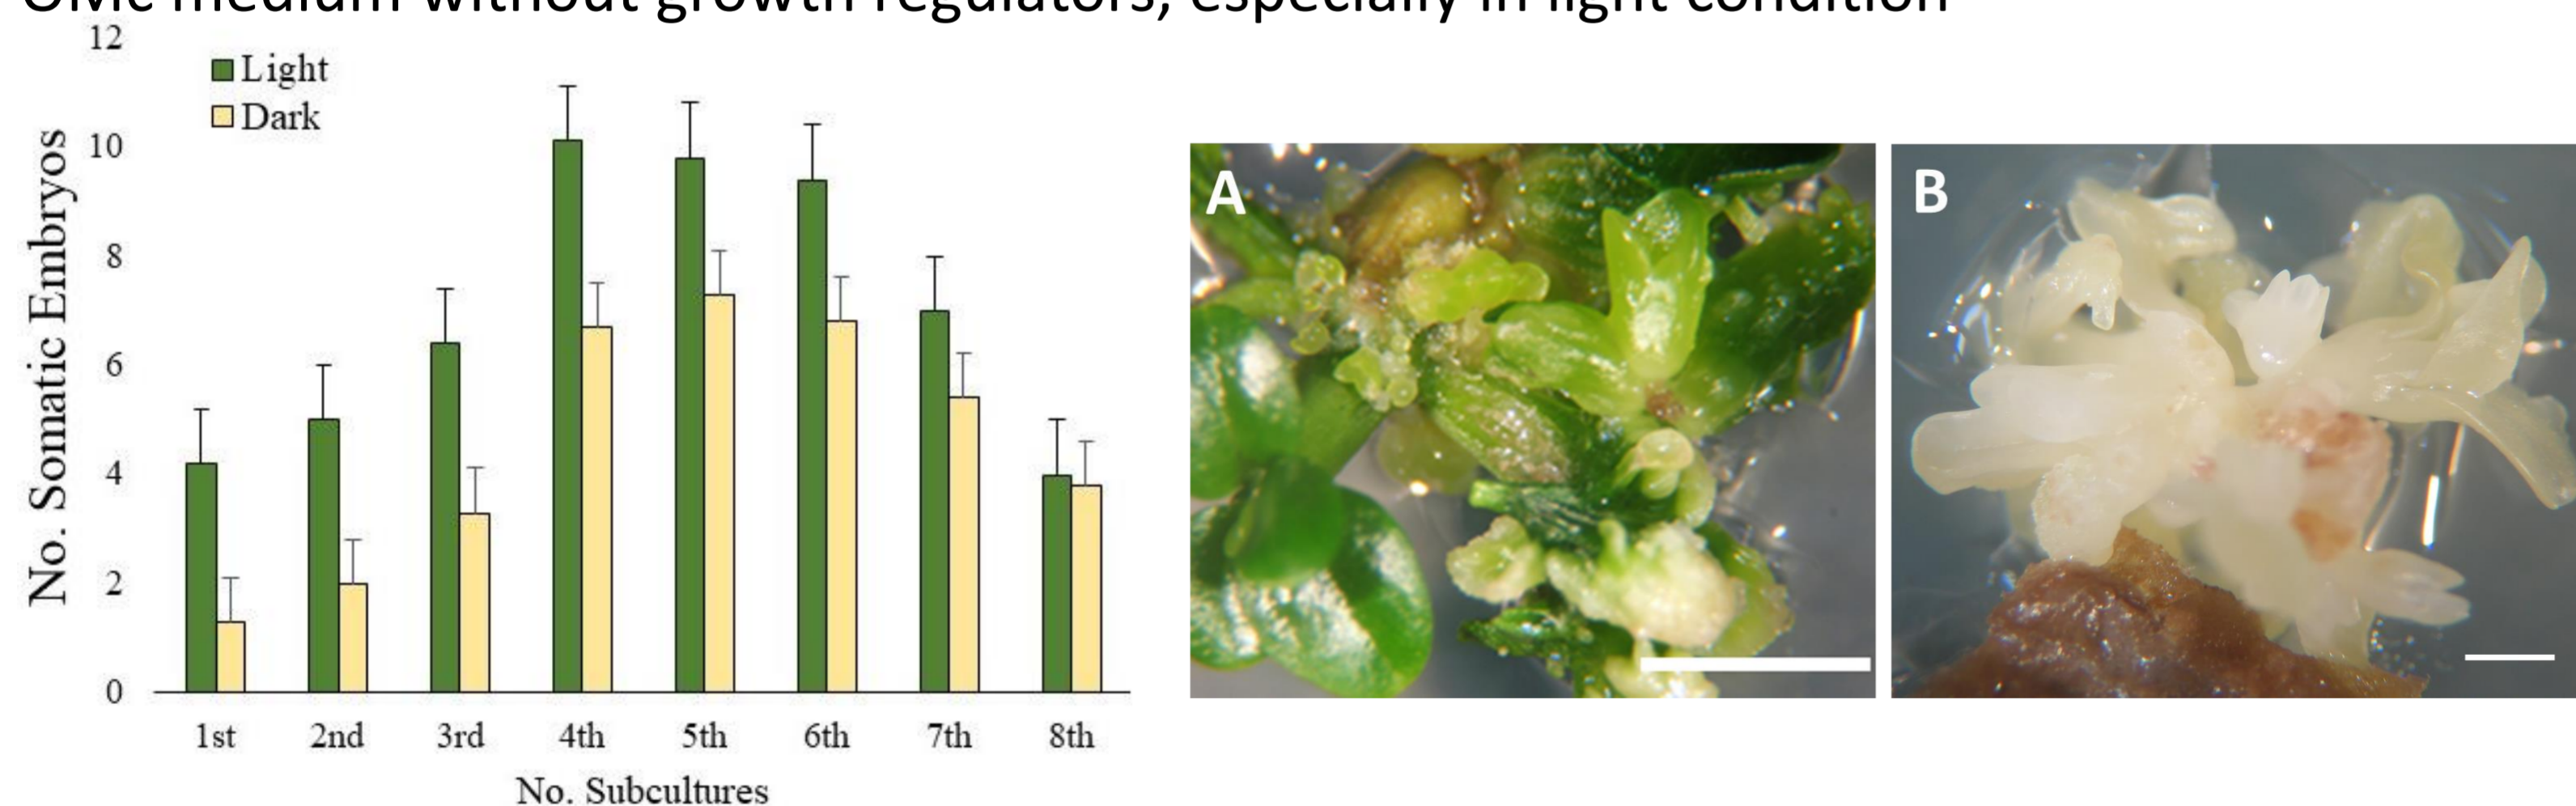 medium without growth regulators, especially in light condition
12
Light
Dark
10
8
6
4
2
0
No. Somatic Embryos
1st 2nd 3rd 4th 5th 6th 7th 8th
No. Subcultures
A
B